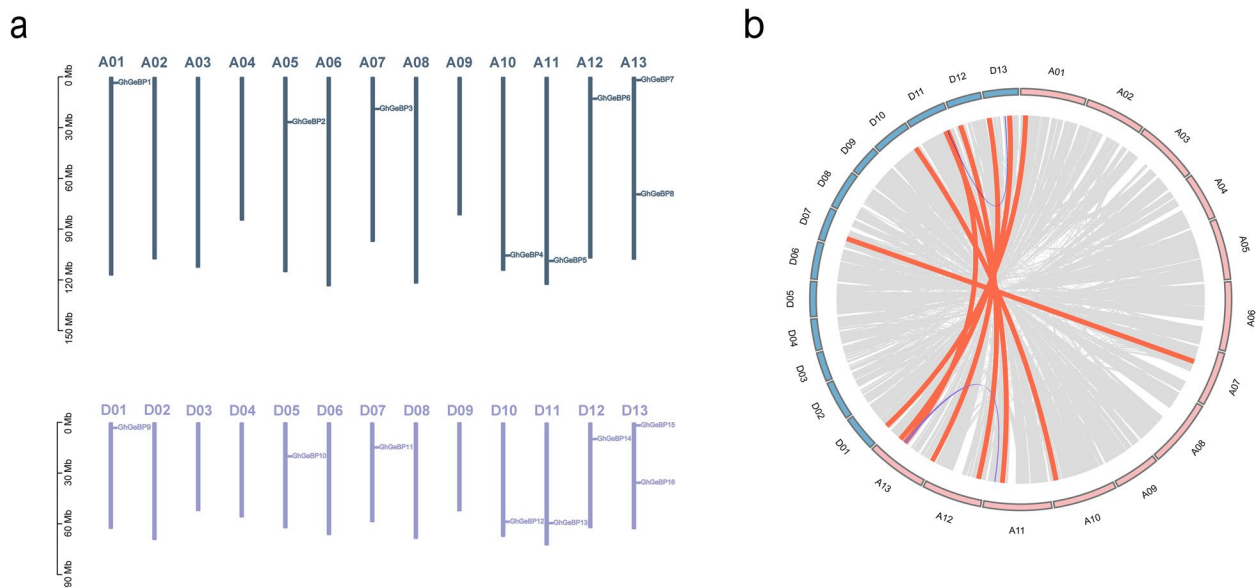 a
A01 A02 A03 A04 A05 A06 A07 A08 A09 A10 A11 A12 A13
0 Mb
30 Mb
60 Mb
90 Mb
120 Mb
150 Mb
GhGeBP1
GhGeBP2
GhGeBP3
GhGeBP4
GhGeBP5
GhGeBP6
GhGeBP7
GhGeBP8
D01 D02 D03 D04 D05 D06 D07 D08 D09 D10 D11 D12 D13
0 Mb
30 Mb
60 Mb
90 Mb
GhGeBP9
GhGeBP10
GhGeBP11
GhGeBP12
GhGeBP13
GhGeBP14
GhGeBP15
GhGeBP16
b
A01
A02
A03
A04
A05
A06
A07
A08
A09
A10
A11
A12
A13
D01
D02
D03
D04
D05
D06
D07
D08
D09
D10
D11
D12
D13